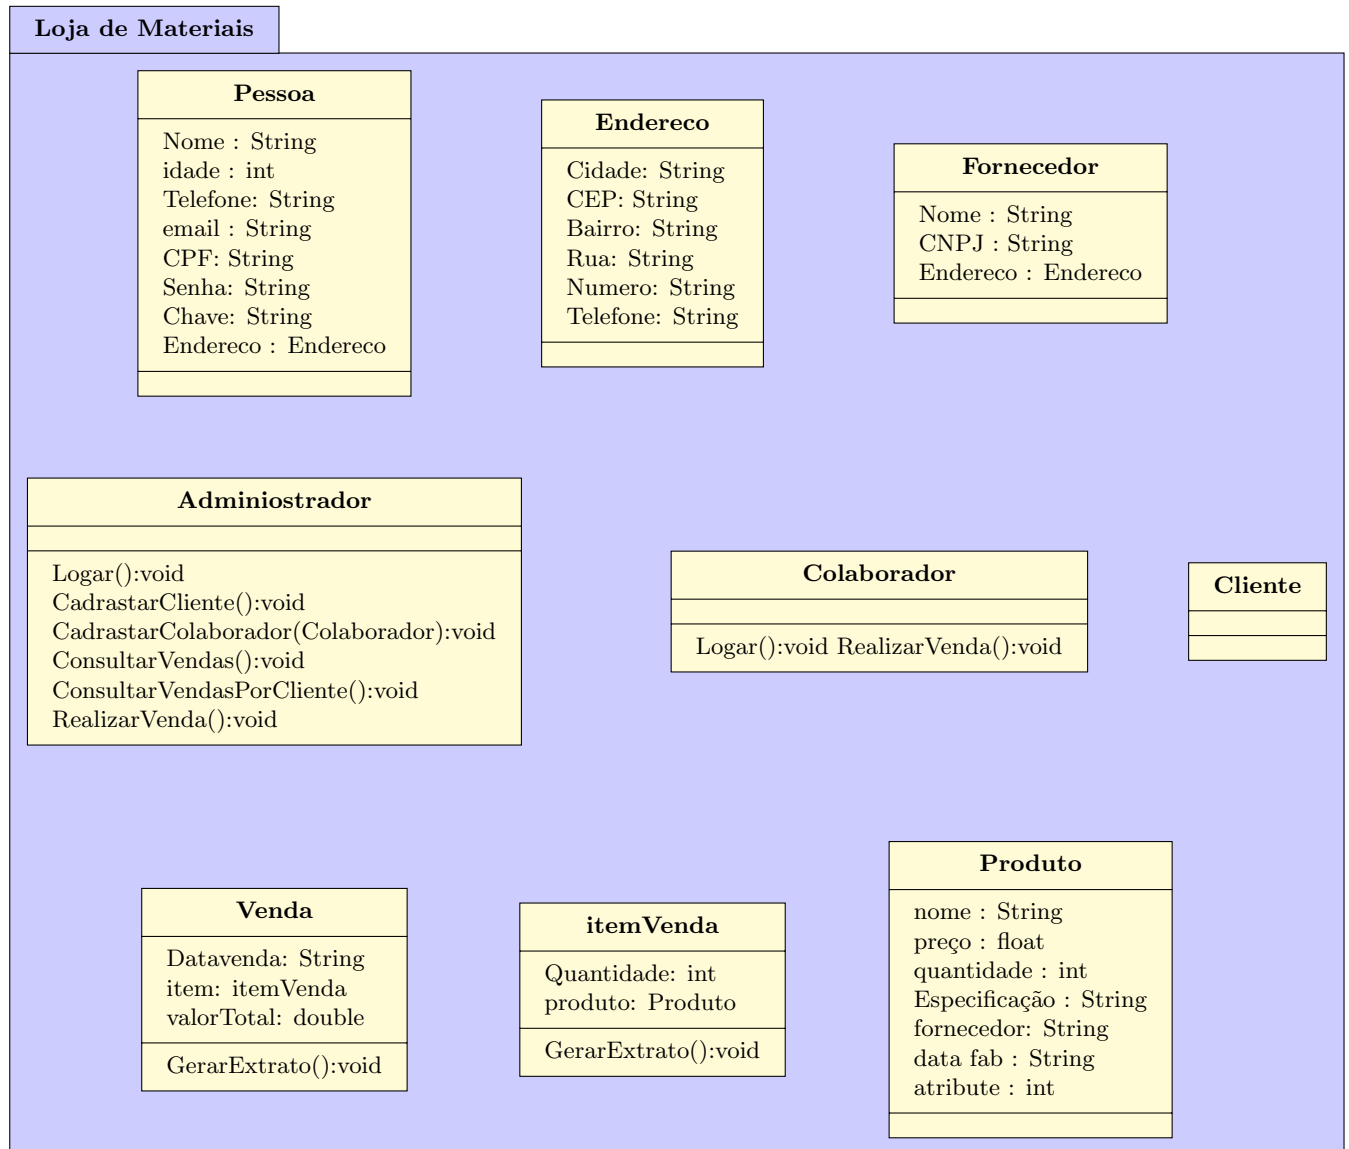 Loja de Materiais
Pessoa
Nome : String
idade : int
Telefone: String
email : String
CPF: String
Senha: String
Chave: String
Endereco : Endereco
Endereco
Cidade: String
CEP: String
Bairro: String
Rua: String
Numero: String
Telefone: String
Fornecedor
Nome : String
CNPJ : String
Endereco : Endereco
Adminiostrador
Logar():void
CadrastarCliente():void
CadrastarColaborador(Colaborador):void
ConsultarVendas():void
ConsultarVendasPorCliente():void
RealizarVenda():void
Colaborador
Logar():void RealizarVenda():void
Cliente
Venda
Datavenda: String
item: itemVenda
valorTotal: double
GerarExtrato():void
itemVenda
Quantidade: int
produto: Produto
GerarExtrato():void
Produto
nome : String
preço : float
quantidade : int
Especificação : String
fornecedor: String
data fab : String
atribute : int